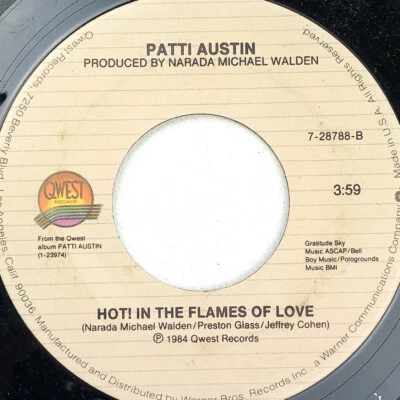 PATTI AUSTIN
PRODUCED BY NARADA MICHAEL WALDEN
7-28788-B
3:59
QWEST
RECORDS
From the Qwest
album PATTI AUSTIN
(1-23974)
Gratitude Sky
Music ASCAP/Bell
Boy Music/Pologrounds
Music BMI
HOT! IN THE FLAMES OF LOVE
(Narada Michael Walden/Preston Glass/Jeffrey Cohen)
℗ 1984 Qwest Records
Qwest Records, 7250 Beverly Blvd., Los Angeles, Calif. 90036, Manufactured and Distributed by Warner Bros. Records Inc., a Warner Communications Company
All Rights Reserved. Made in U.S.A.